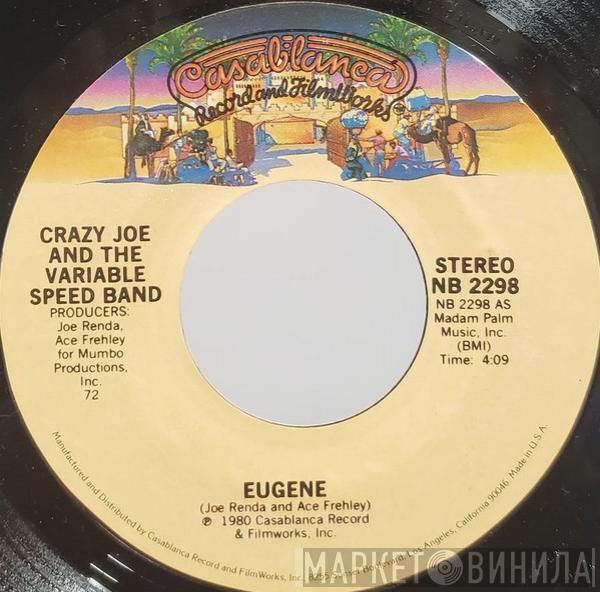 Casablanca
Record and FilmWorks
CRAZY JOE
AND THE
VARIABLE
SPEED BAND
PRODUCERS:
Joe Renda,
Ace Frehley
for Mumbo
Productions,
Inc.
72
STEREO
NB 2298
NB 2298 AS
Madam Palm
Music, Inc.
(BMI)
Time: 4:09
EUGENE
(Joe Renda and Ace Frehley)
℗ 1980 Casablanca Record
& Filmworks, Inc.
Manufactured and Distributed by Casablanca Record and FilmWorks, Inc., 8255 Sunset Boulevard, Los Angeles, California 90046. Made in U.S.A.
МАРКЕТ ВИНИЛА